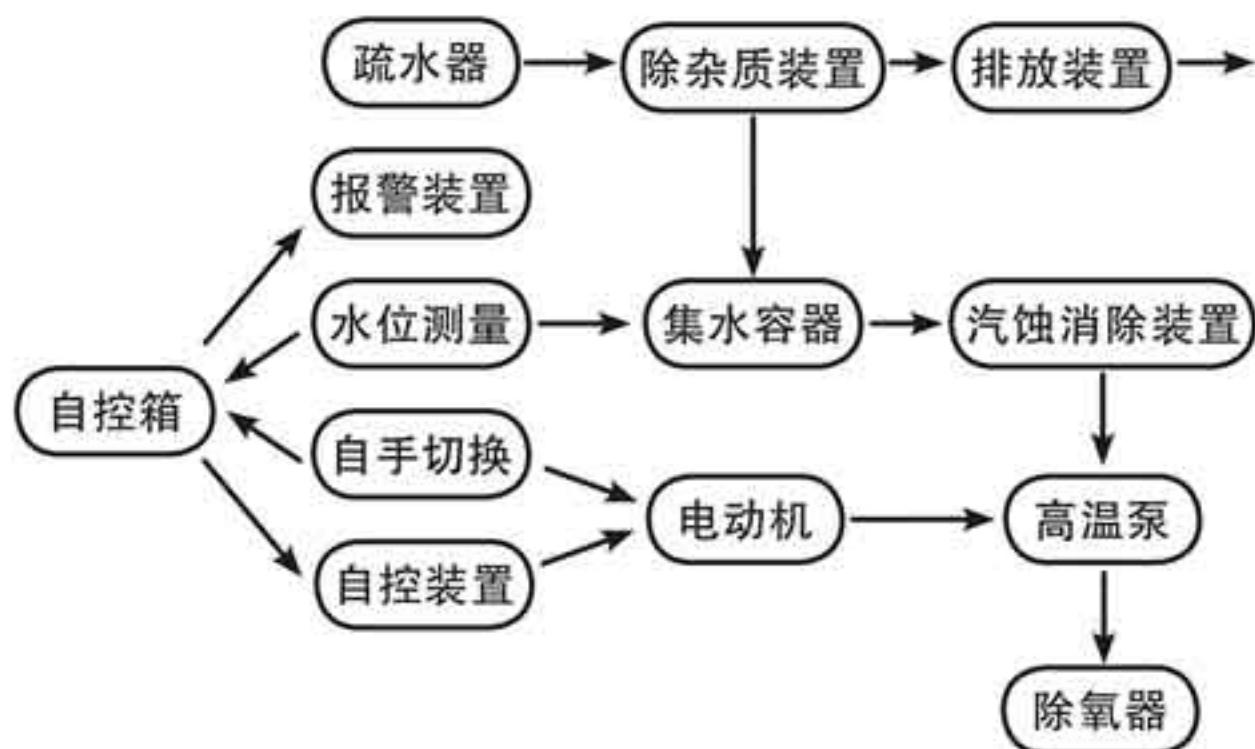 疏水器
除杂质装置
排放装置
报警装置
水位测量
集水容器
汽蚀消除装置
自控箱
自手切换
电动机
高温泵
自控装置
除氧器